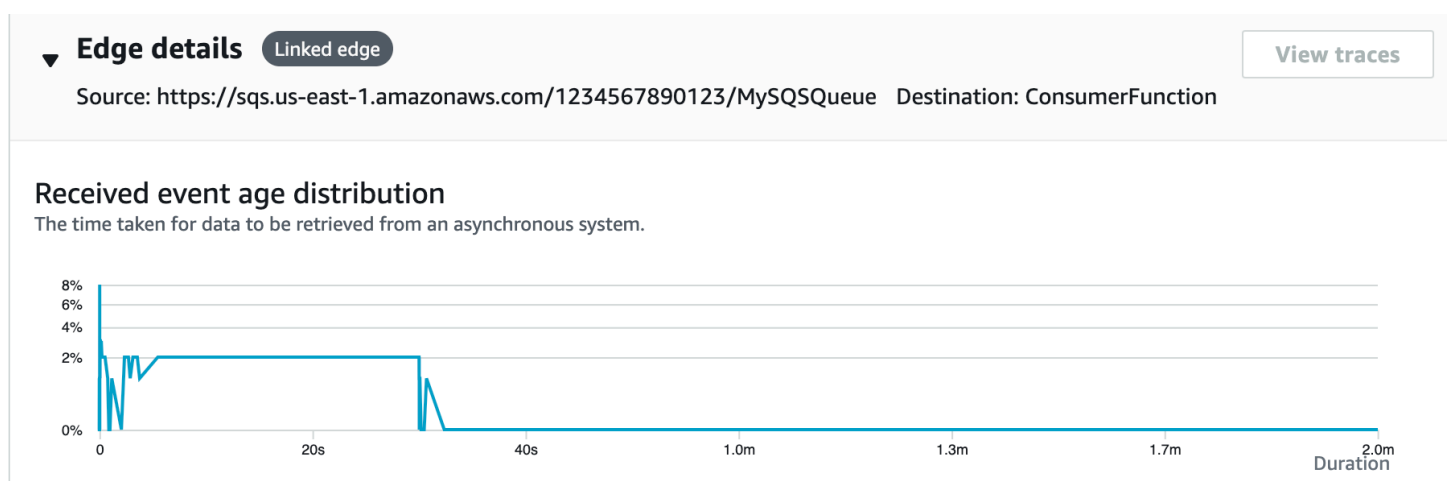 Edge details Linked edge View traces
Source: https://sqs.us-east-1.amazonaws.com/1234567890123/MySQSQueue Destination: ConsumerFunction
Received event age distribution
The time taken for data to be retrieved from an asynchronous system.
8%
6%
4%
2%
0%
0 20s 40s 1.0m 1.3m 1.7m 2.0m
Duration